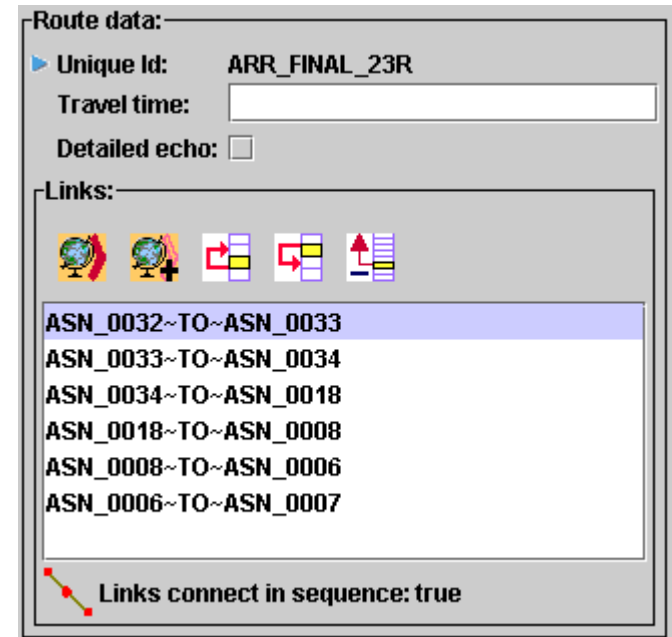 Route data:
Unique Id: ARR_FINAL_23R
Travel time:
Detailed echo:
Links:
ASN_0032~TO~ASN_0033
ASN_0033~TO~ASN_0034
ASN_0034~TO~ASN_0018
ASN_0018~TO~ASN_0008
ASN_0008~TO~ASN_0006
ASN_0006~TO~ASN_0007
Links connect in sequence: true